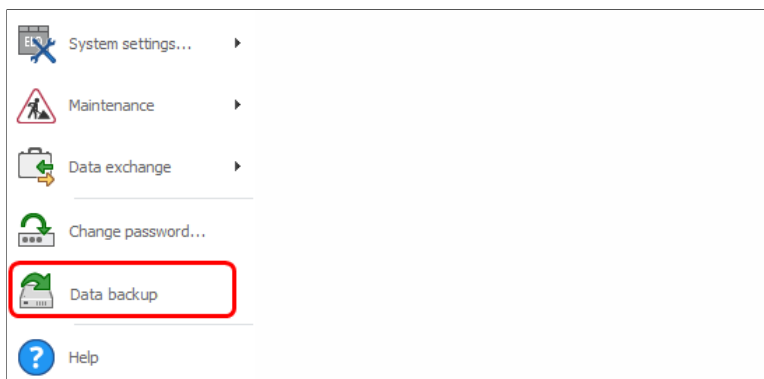 System settings...
Maintenance
Data exchange
Change password...
Data backup
? Help